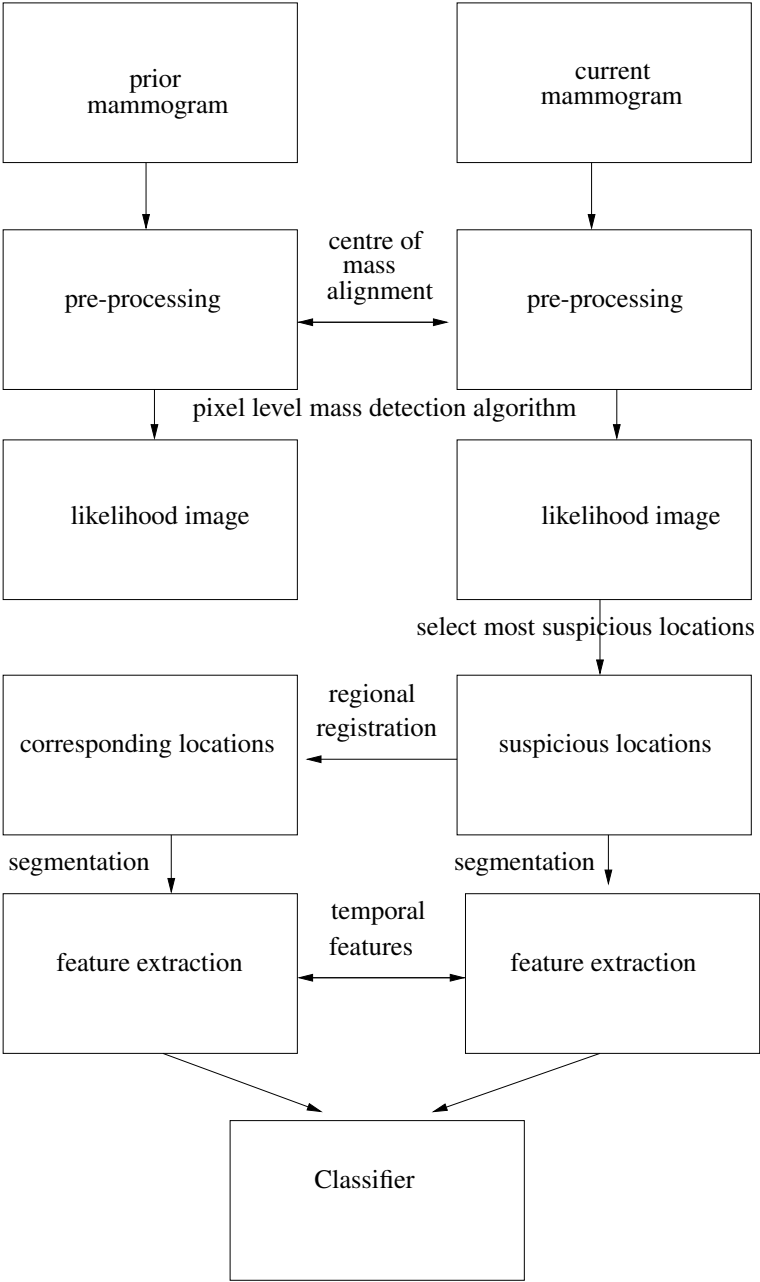 prior
mammogram
current
mammogram
centre of
mass
alignment
pre-processing
pre-processing
pixel level mass detection algorithm
likelihood image
likelihood image
select most suspicious locations
regional
registration
corresponding locations
suspicious locations
segmentation
segmentation
temporal
features
feature extraction
feature extraction
Classifier